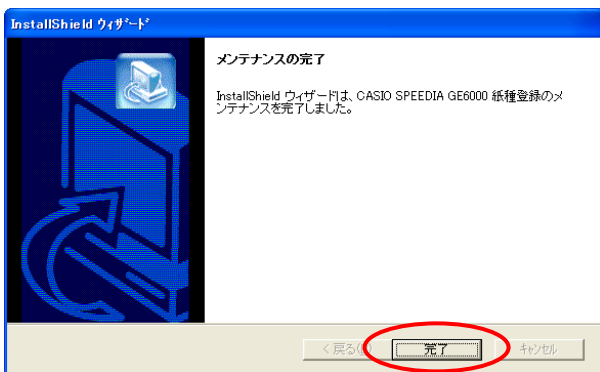 InstallShield ウィザード
メンテナンスの完了
InstallShield ウィザードは、CASIO SPEEDIA GE6000 紙種登録のメ
ンテナンスを完了しました。
< 戻る(
完了
キャンセル